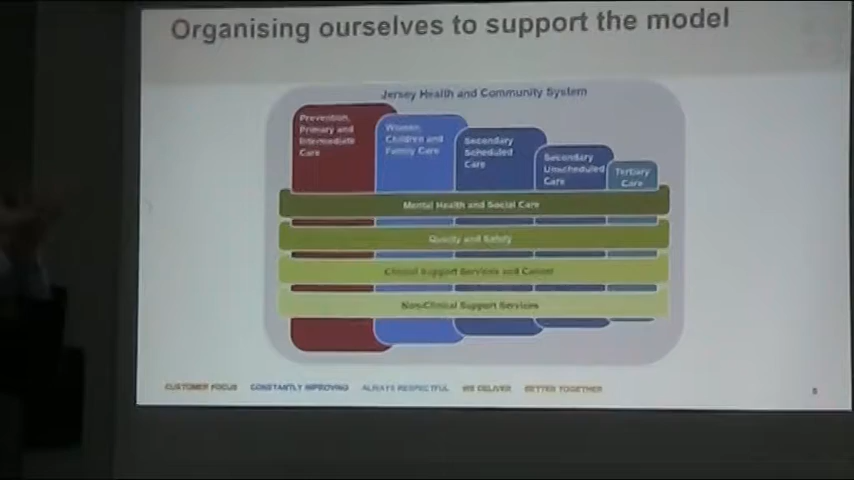 Organising ourselves to support the model
Jersey Health and Community System
Prevention,
Primary and
Intermediate
Care
Women,
Children and
Family Care
Secondary
Scheduled
Care
Secondary
Unscheduled
Care
Tertiary
Care
Mental Health and Social Care
Quality and Safety
Clinical Support Services and Cancer
Non-Clinical Support Services
CUSTOMER FOCUS CONSTANTLY IMPROVING ALWAYS RESPECTFUL WE DELIVER BETTER TOGETHER
8